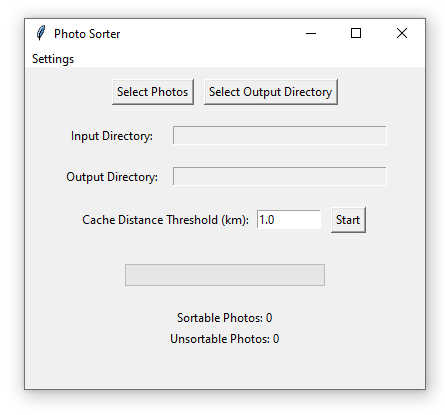 Photo Sorter
Settings
Select Photos Select Output Directory
Input Directory:
Output Directory:
Cache Distance Threshold (km): 1.0 Start
Sortable Photos: 0
Unsortable Photos: 0